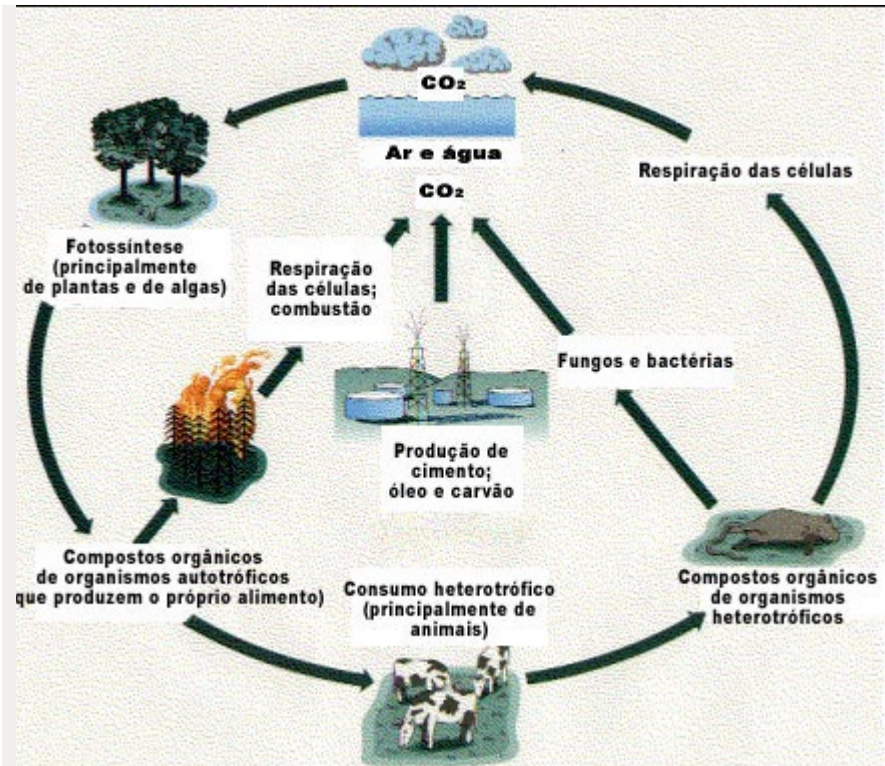 CO₂
Ar e água
CO₂
Respiração das células
Fotossíntese
(principalmente
de plantas e de algas)
Respiração
das células;
combustão
Fungos e bactérias
Produção de
cimento;
óleo e carvão
Compostos orgânicos
de organismos autotróficos
que produzem o próprio alimento)
Consumo heterotrófico
(principalmente de
animais)
Compostos orgânicos
de organismos
heterotróficos